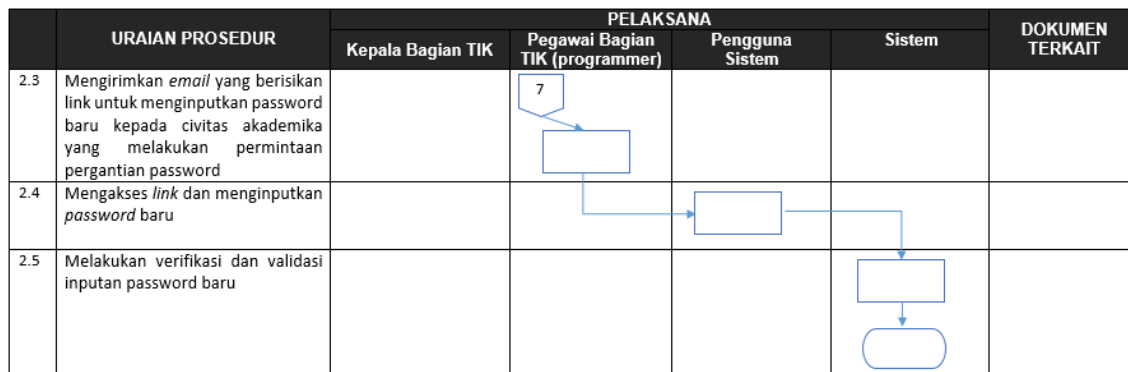 URAIAN PROSEDUR
PELAKSANA
DOKUMEN
TERKAIT
Kepala Bagian TIK
Pegawai Bagian
TIK (programmer)
Pengguna
Sistem
Sistem
2.3
Mengirimkan email yang berisikan
link untuk menginputkan password
baru kepada civitas akademika
yang melakukan permintaan
pergantian password
7
2.4
Mengakses link dan menginputkan
password baru
2.5
Melakukan verifikasi dan validasi
inputan password baru